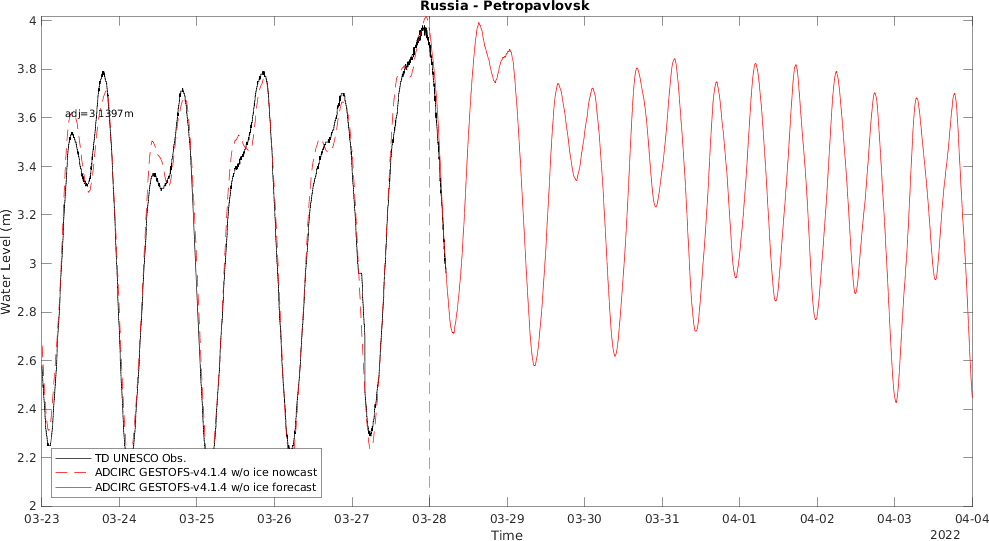 Russia - Petropavlovsk
4
3.8
adj=3.1397m
3.6
3.4
3.2
3
2.8
2.6
2.4
2.2
2
Water Level (m)
TD UNESCO Obs.
ADCIRC GESTOFS-v4.1.4 w/o ice nowcast
ADCIRC GESTOFS-v4.1.4 w/o ice forecast
03-23 03-24 03-25 03-26 03-27 03-28 03-29 03-30 03-31 04-01 04-02 04-03 04-04
Time
2022